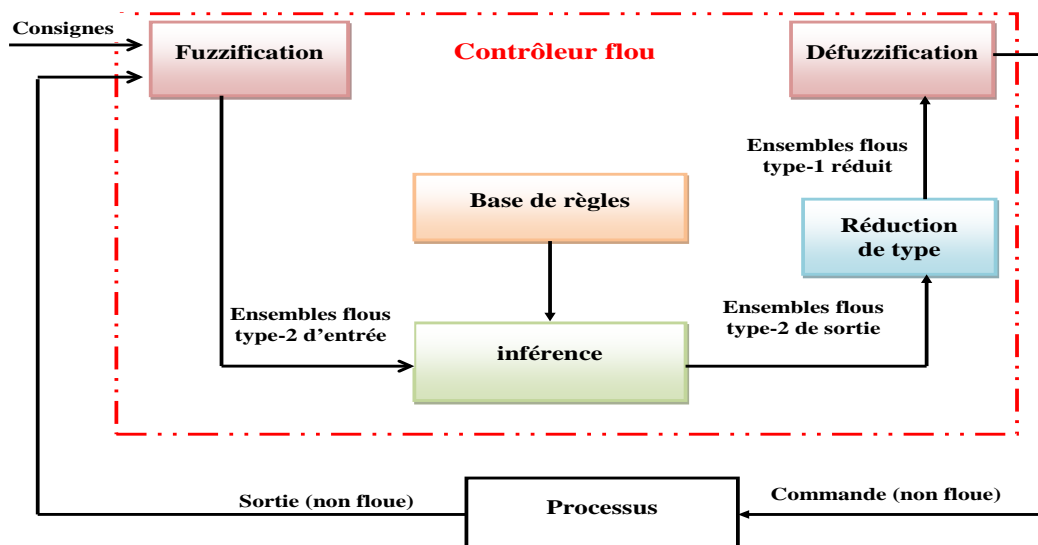 Consignes
Fuzzification
Contrôleur flou
Défuzzification
Ensembles flous
type-1 réduit
Base de règles
Réduction
de type
Ensembles flous
type-2 d’entrée
Ensembles flous
type-2 de sortie
inférence
Sortie (non floue)
Processus
Commande (non floue)